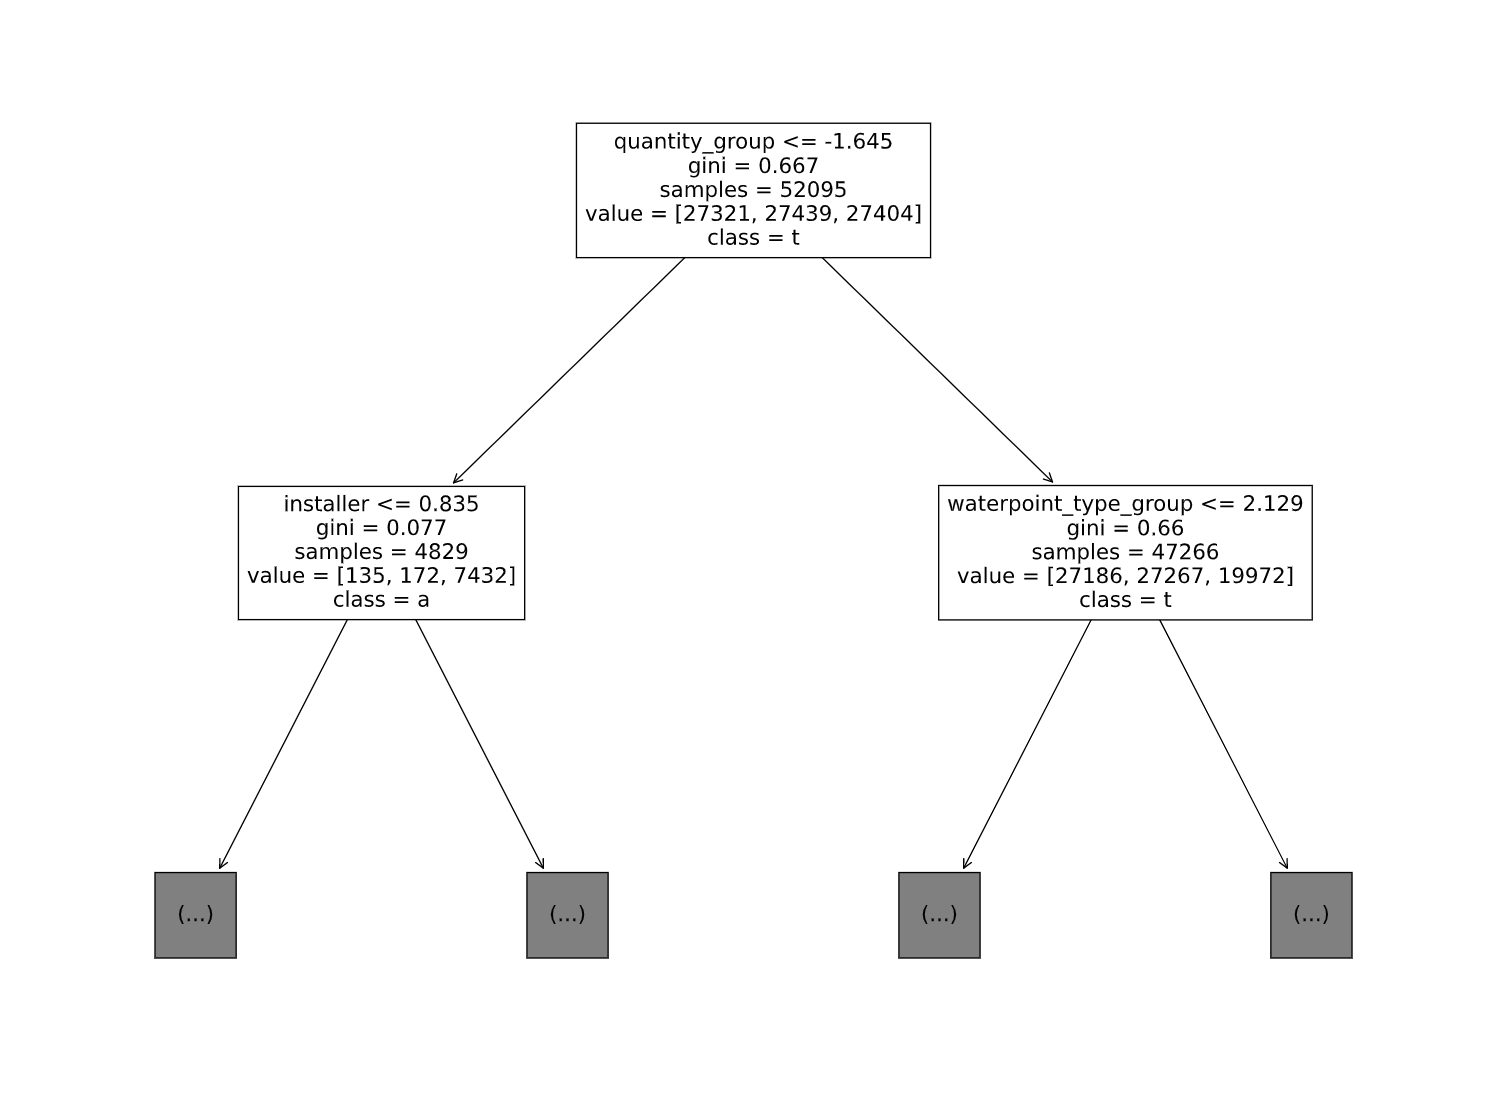 quantity_group <= -1.645
gini = 0.667
samples = 52095
value = [27321, 27439, 27404]
class = t
installer <= 0.835
gini = 0.077
samples = 4829
value = [135, 172, 7432]
class = a
waterpoint_type_group <= 2.129
gini = 0.66
samples = 47266
value = [27186, 27267, 19972]
class = t
(...)
(...)
(...)
(...)